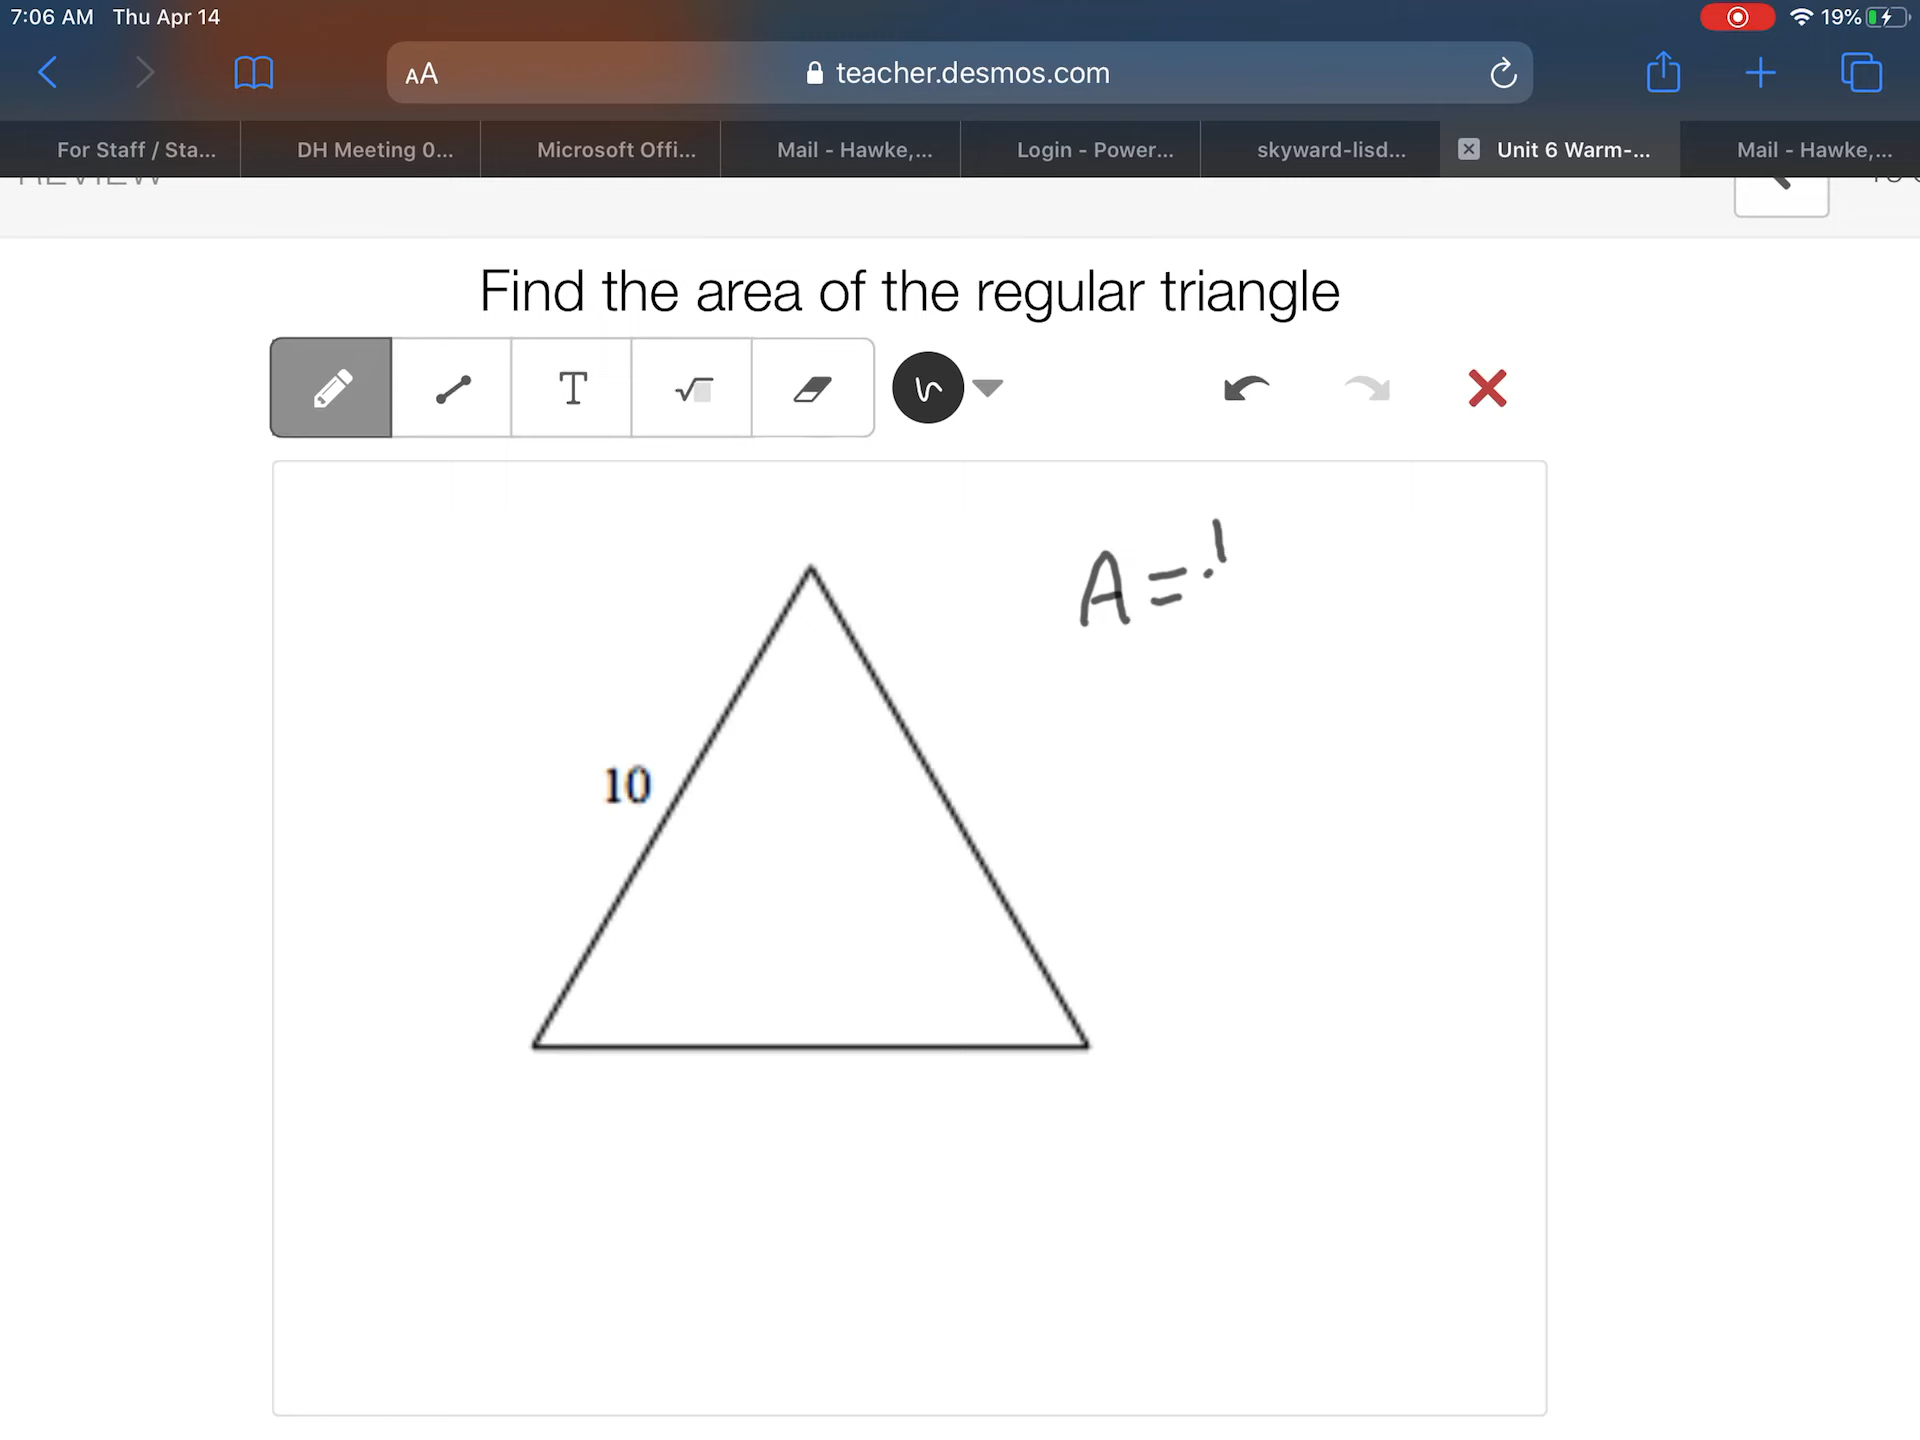 7:06 AM Thu Apr 14
19%
AA
teacher.desmos.com
For Staff / Sta... DH Meeting 0... Microsoft Offi... Mail - Hawke,... Login - Power... skyward-lisd... Unit 6 Warm-... Mail - Hawke,...
REVIEW
Find the area of the regular triangle
T √
A =
10